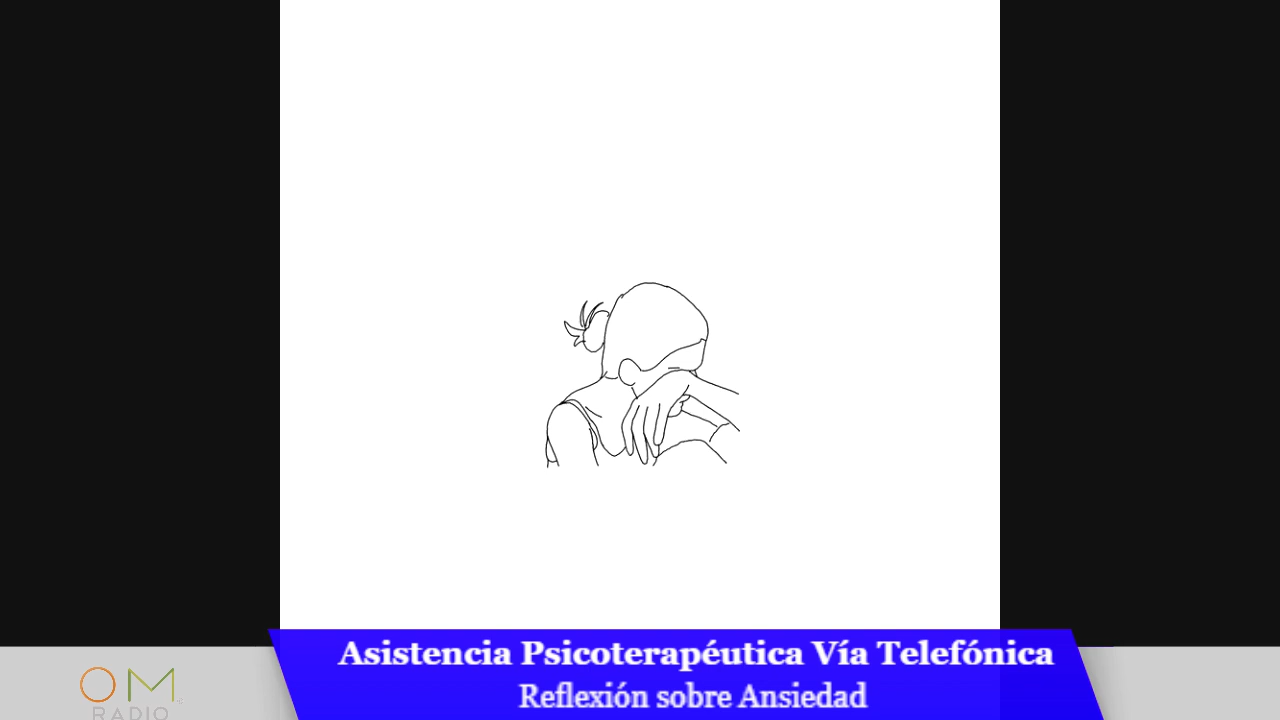 Asistencia Psicoterapéutica Vía Telefónica
Reflexión sobre Ansiedad
OM
RADIO